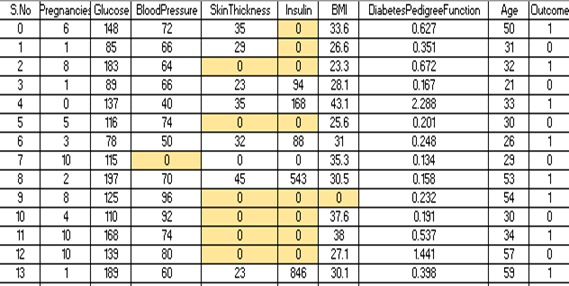 S.No Pregnancies Glucose BloodPressure SkinThickness Insulin BMI DiabetesPedigreeFunction Age Outcome
0 6 148 72 35 0 33.6 0.627 50 1
1 1 85 66 29 0 26.6 0.351 31 0
2 8 183 64 0 0 23.3 0.672 32 1
3 1 89 66 23 94 28.1 0.167 21 0
4 0 137 40 35 168 43.1 2.288 33 1
5 5 116 74 0 0 25.6 0.201 30 0
6 3 78 50 32 88 31 0.248 26 1
7 10 115 0 0 0 35.3 0.134 29 0
8 2 197 70 45 543 30.5 0.158 53 1
9 8 125 96 0 0 0 0.232 54 1
10 4 110 92 0 0 37.6 0.191 30 0
11 10 168 74 0 0 38 0.537 34 1
12 10 139 80 0 0 27.1 1.441 57 0
13 1 189 60 23 846 30.1 0.398 59 1